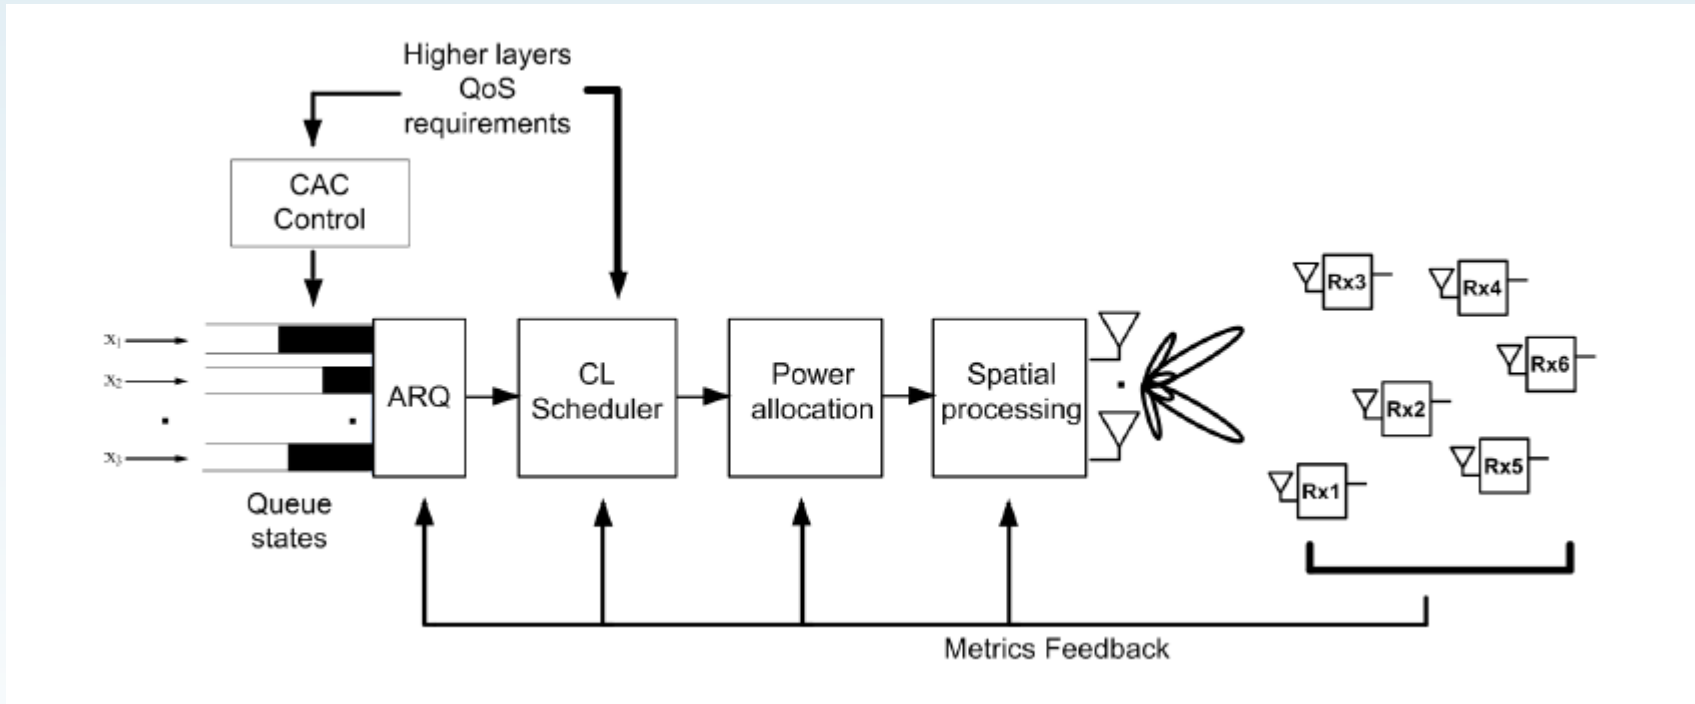 Higher layers
QoS
requirements
CAC
Control
x1
x2
x3
Queue
states
ARQ
CL
Scheduler
Power
allocation
Spatial
processing
Rx3
Rx4
Rx6
Rx2
Rx5
Rx1
Metrics Feedback